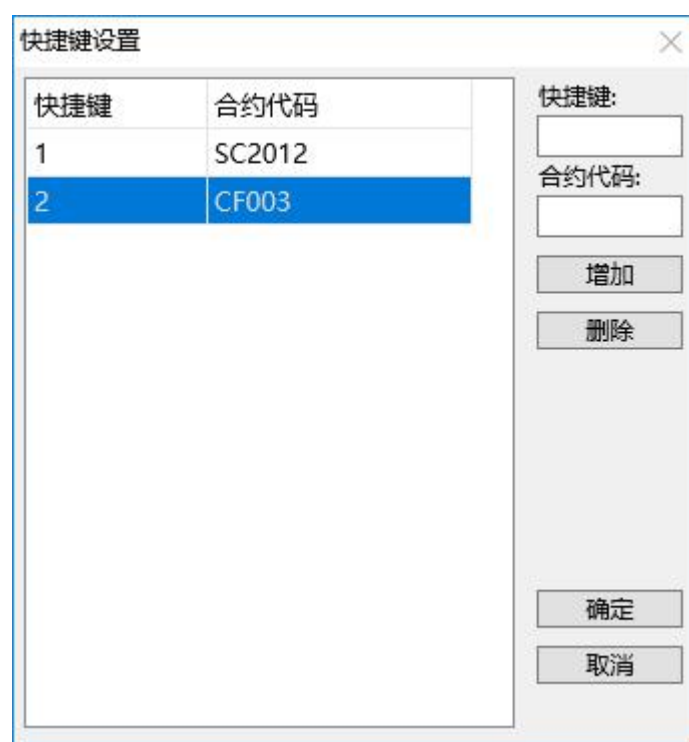 快捷键设置
快捷键 合约代码
1 SC2012
2 CF003
快捷键:
合约代码:
增加
删除
确定
取消